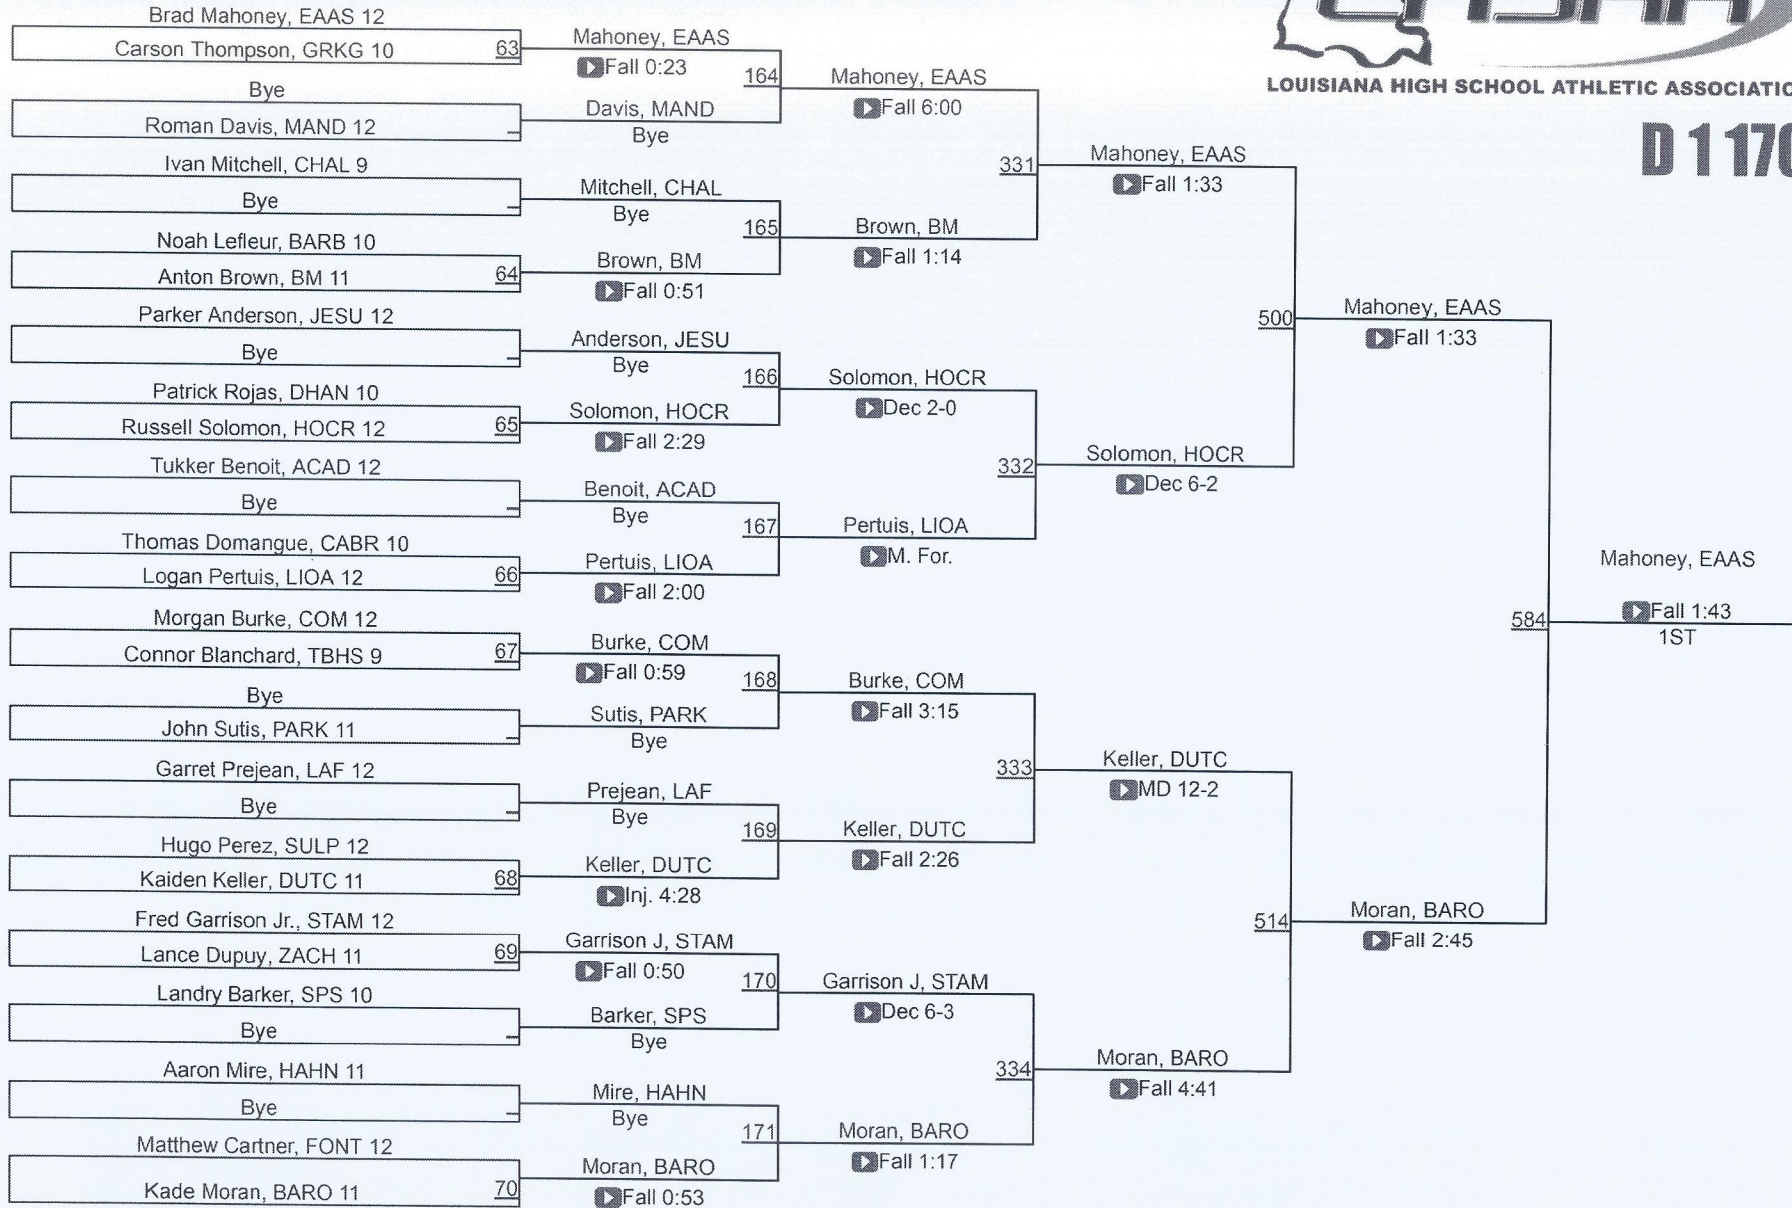 LHSAA
LOUISIANA HIGH SCHOOL ATHLETIC ASSOCIATIO
D 1 170
Brad Mahoney, EAAS 12
Carson Thompson, GRKG 10 63
Bye
Roman Davis, MAND 12
Ivan Mitchell, CHAL 9
Bye
Noah Lefleur, BARB 10
Anton Brown, BM 11 64
Parker Anderson, JESU 12
Bye
Patrick Rojas, DHAN 10
Russell Solomon, HOCR 12 65
Tukker Benoit, ACAD 12
Bye
Thomas Domangue, CABR 10
Logan Pertuis, LIOA 12 66
Morgan Burke, COM 12
Connor Blanchard, TBHS 9 67
Bye
John Sutis, PARK 11
Garret Prejean, LAF 12
Bye
Hugo Perez, SULP 12
Kaiden Keller, DUTC 11 68
Fred Garrison Jr., STAM 12
Lance Dupuy, ZACH 11 69
Landry Barker, SPS 10
Bye
Aaron Mire, HAHN 11
Bye
Matthew Cartner, FONT 12
Kade Moran, BARO 11 70
Mahoney, EAAS
Fall 0:23
164
Davis, MAND
Bye
Mitchell, CHAL
Bye
165
Brown, BM
Fall 0:51
Anderson, JESU
Bye
166
Solomon, HOCR
Fall 2:29
Benoit, ACAD
Bye
167
Pertuis, LIOA
Fall 2:00
Burke, COM
Fall 0:59
168
Sutis, PARK
Bye
Prejean, LAF
Bye
169
Keller, DUTC
Inj. 4:28
Garrison J, STAM
Fall 0:50
170
Barker, SPS
Bye
Mire, HAHN
Bye
171
Moran, BARO
Fall 0:53
Mahoney, EAAS
Fall 6:00
331
Brown, BM
Fall 1:14
Solomon, HOCR
Dec 2-0
332
Pertuis, LIOA
M. For.
Burke, COM
Fall 3:15
333
Keller, DUTC
Fall 2:26
Garrison J, STAM
Dec 6-3
334
Moran, BARO
Fall 1:17
Mahoney, EAAS
Fall 1:33
500
Solomon, HOCR
Dec 6-2
Keller, DUTC
MD 12-2
514
Moran, BARO
Fall 4:41
Mahoney, EAAS
Fall 1:33
584
Moran, BARO
Fall 2:45
Mahoney, EAAS
Fall 1:43
1ST